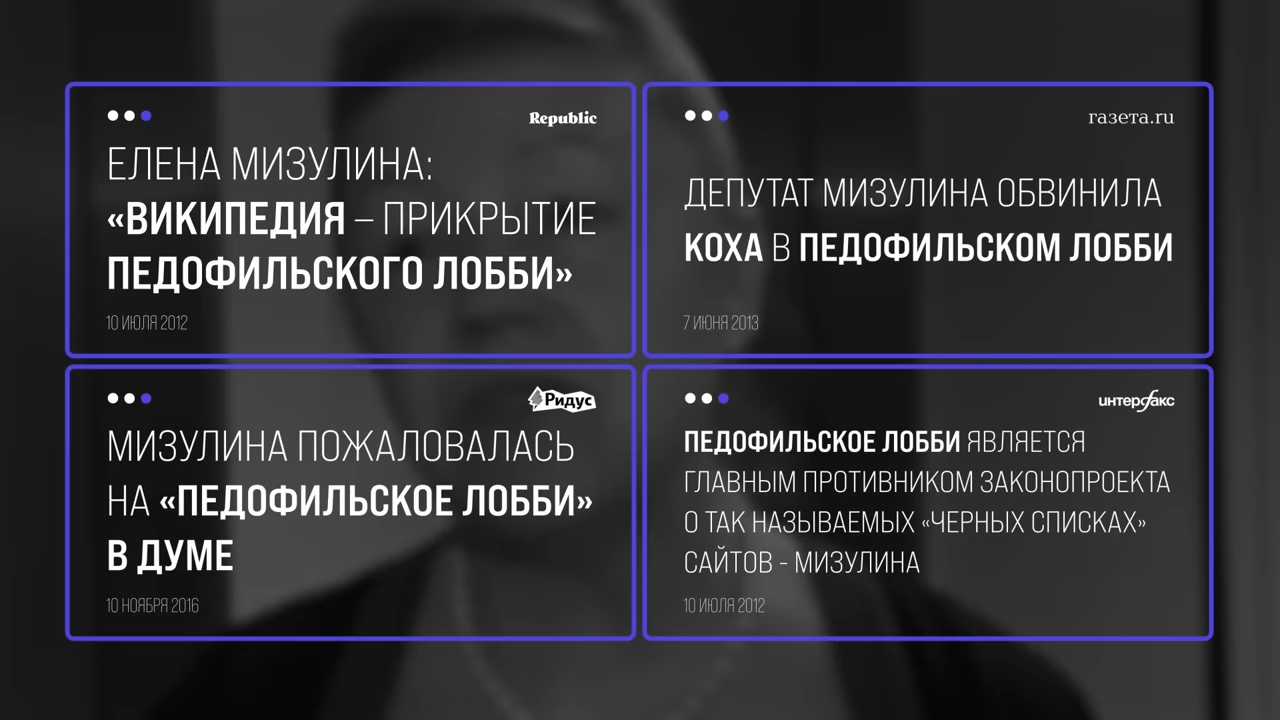 Republic
ЕЛЕНА МИЗУЛИНА:
«ВИКИПЕДИЯ – ПРИКРЫТИЕ
ПЕДОФИЛЬСКОГО ЛОББИ»
10 ИЮЛЯ 2012
газета.ru
ДЕПУТАТ МИЗУЛИНА ОБВИНИЛА
КОХА В ПЕДОФИЛЬСКОМ ЛОББИ
7 ИЮНЯ 2013
Ридус
МИЗУЛИНА ПОЖАЛОВАЛАСЬ
НА «ПЕДОФИЛЬСКОЕ ЛОББИ»
В ДУМЕ
10 НОЯБРЯ 2016
интерфакс
ПЕДОФИЛЬСКОЕ ЛОББИ ЯВЛЯЕТСЯ
ГЛАВНЫМ ПРОТИВНИКОМ ЗАКОНОПРОЕКТА
О ТАК НАЗЫВАЕМЫХ «ЧЕРНЫХ СПИСКАХ»
САЙТОВ - МИЗУЛИНА
10 ИЮЛЯ 2012